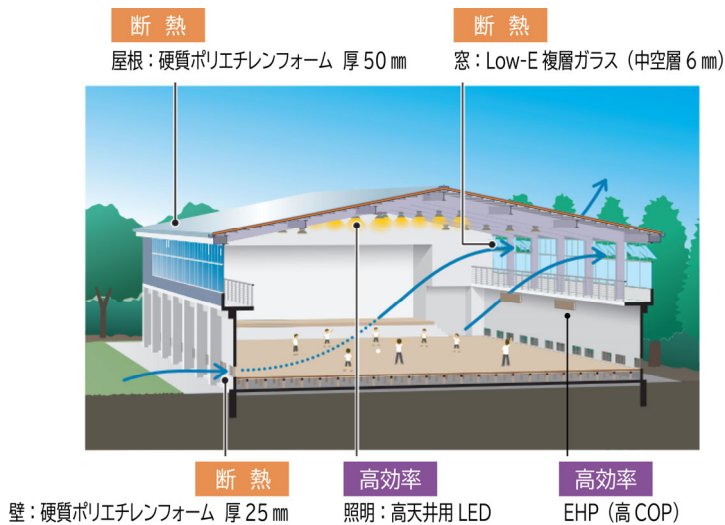 断 熱
屋根：硬質ポリエチレンフォーム 厚 50 ㎜
断 熱
窓：Low-E 複層ガラス（中空層 6 ㎜）
断 熱
壁：硬質ポリエチレンフォーム 厚 25 ㎜
高効率
照明：高天井用 LED
高効率
EHP（高 COP）